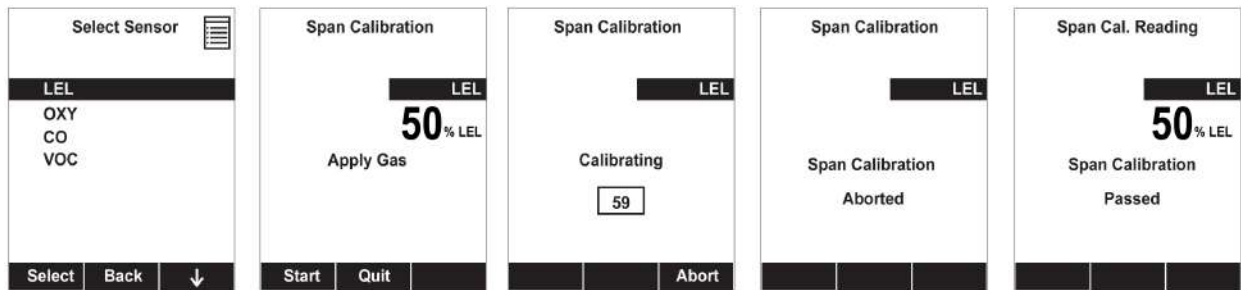 Select Sensor
LEL
OXY
CO
VOC
Select Back ↓
Span Calibration
LEL
50 % LEL
Apply Gas
Start Quit
Span Calibration
LEL
Calibrating
59
Abort
Span Calibration
LEL
Span Calibration
Aborted
Span Cal. Reading
LEL
50 % LEL
Span Calibration
Passed